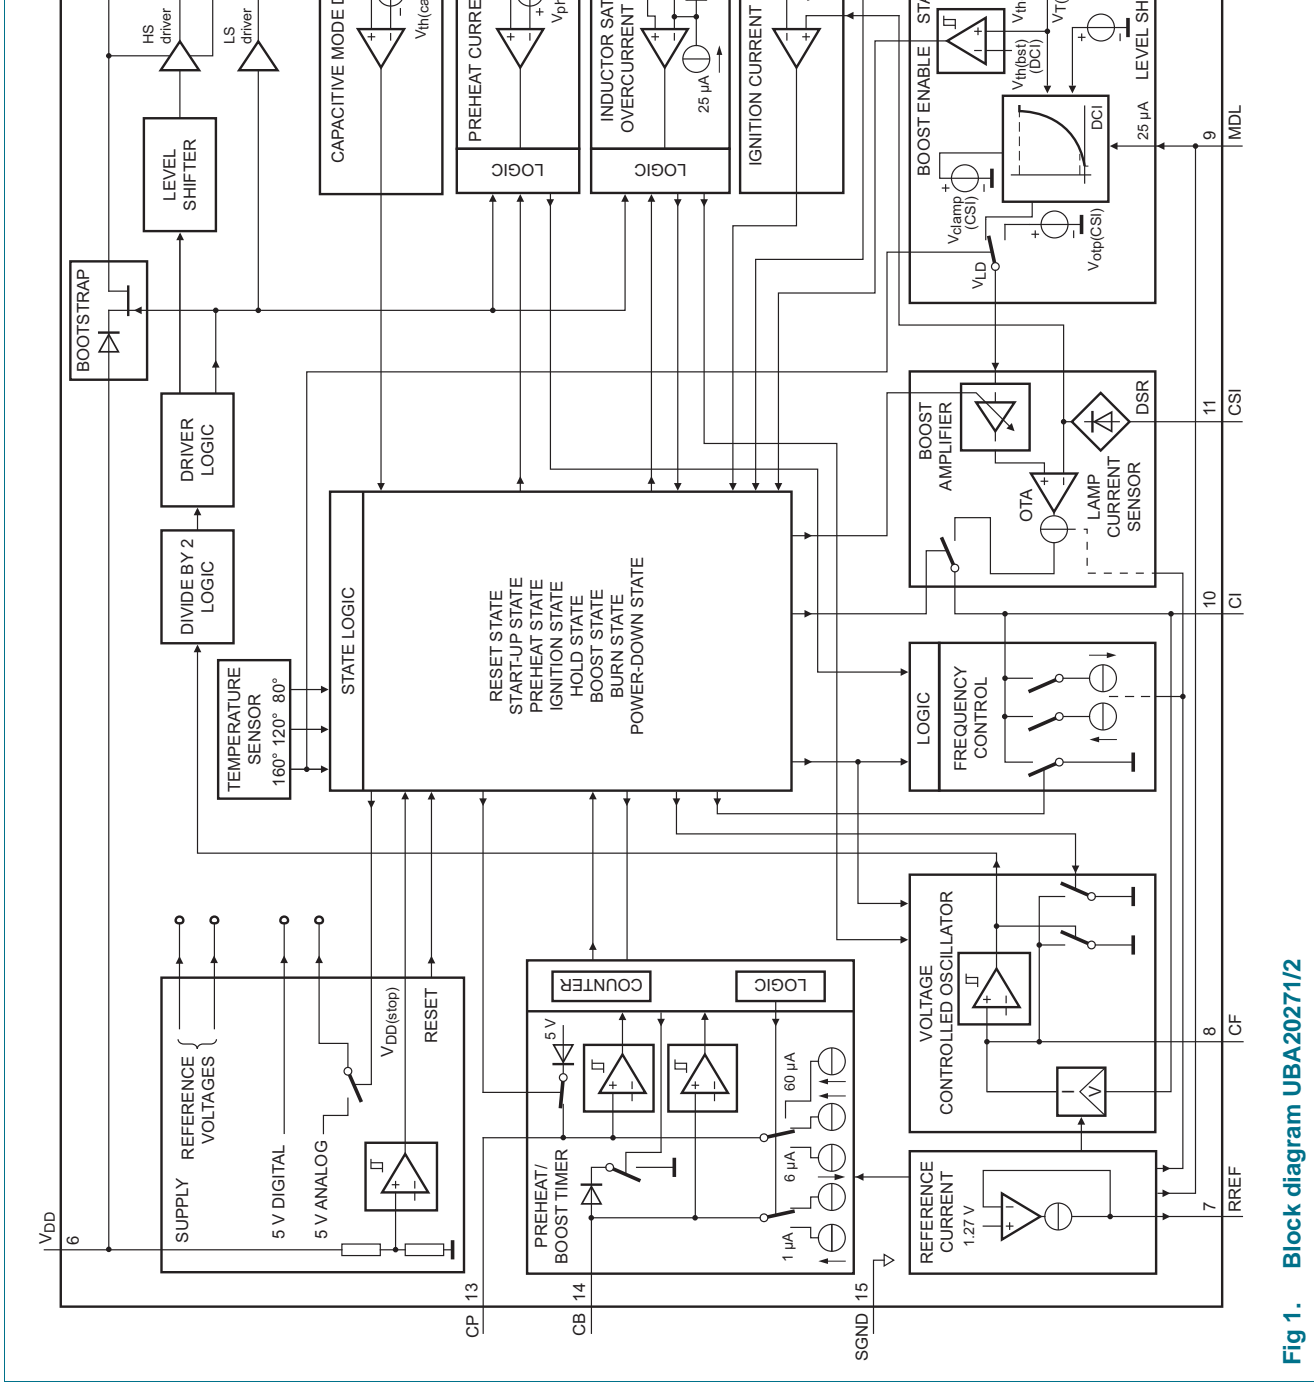 HS
driver
LS
driver
LEVEL
SHIFTER
BOOTSTRAP
DRIVER
LOGIC
DIVIDE BY 2
LOGIC
TEMPERATURE
SENSOR
160° 120° 80°
CAPACITIVE MODE
+
−
PREHEAT
+
−
INDUCTOR
OVERCURRENT
+
−
25 µA
IGNITION CURRENT
+
−
LOGIC
LOGIC
STATE LOGIC
RESET STATE
START-UP STATE
PREHEAT STATE
IGNITION STATE
HOLD STATE
BOOST STATE
BURN STATE
POWER-DOWN STATE
BOOST ENABLE
+
−
Vth(bst)
(DCI)
DCI
Vclamp
(CSI)
+
−
Votp(CSI)
+
−
VLD
25 µA
LEVEL
9
MDL
BOOST
AMPLIFIER
OTA
+
−
LAMP
CURRENT
SENSOR
DSR
11
CSI
10
CI
LOGIC
FREQUENCY
CONTROL
VOLTAGE
CONTROLLED OSCILLATOR
+
−
I
V
8
CF
REFERENCE
CURRENT
1.27 V
+
−
7
RREF
VDD
6
SUPPLY
REFERENCE
VOLTAGES
5 V DIGITAL
5 V ANALOG
VDD(stop)
RESET
+
−
COUNTER
LOGIC
5 V
+
−
+
−
PREHEAT/
BOOST TIMER
60 µA
6 µA
1 µA
CP 13
CB 14
SGND 15
Fig 1. Block diagram UBA20271/2